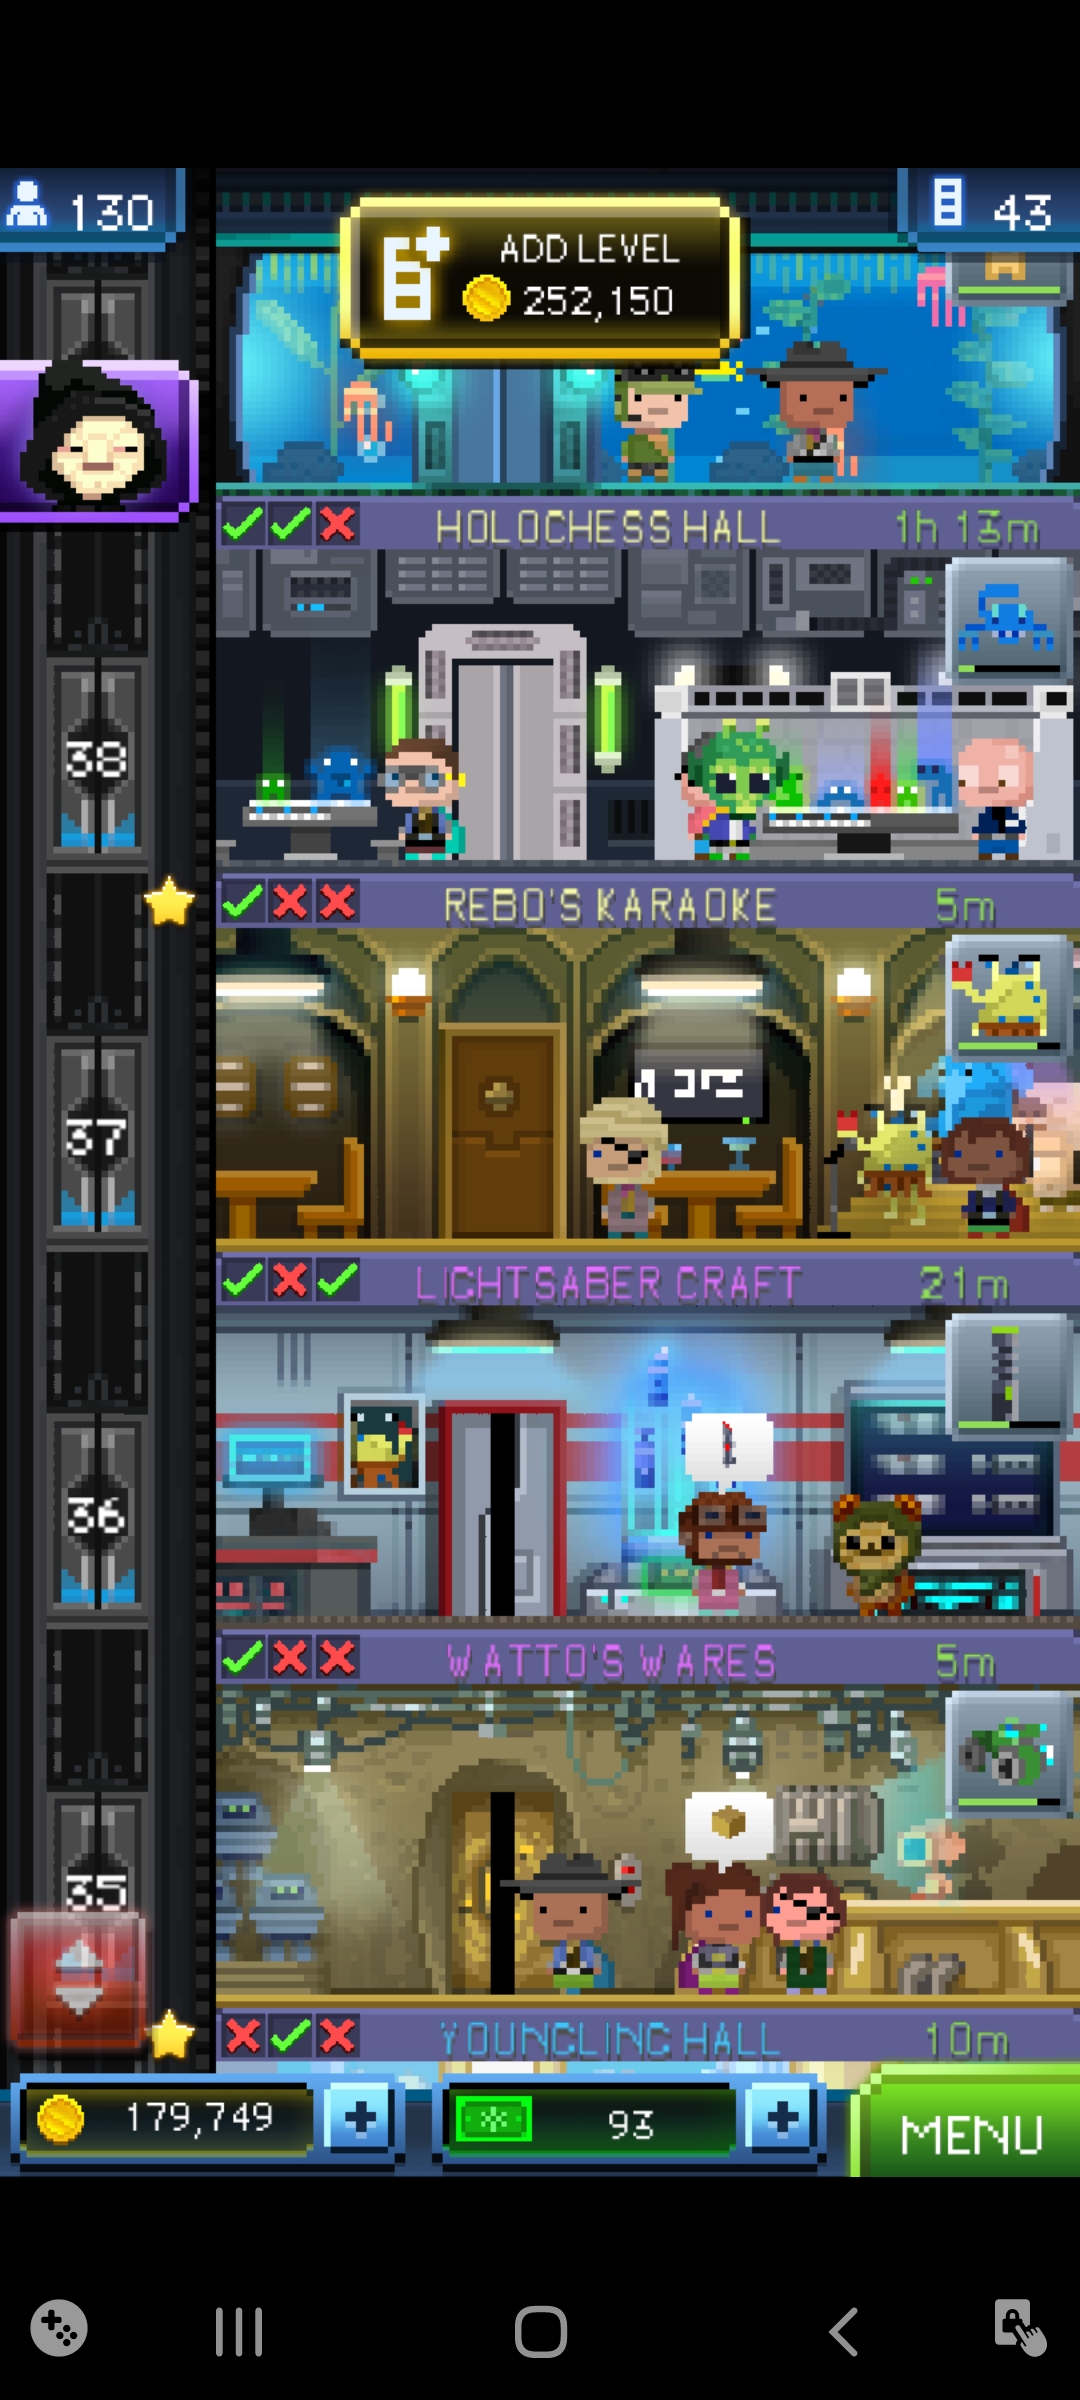 130
43
ADD LEVEL
252,150
HOLOCHESS HALL 1h 13m
38
REBO'S KARAOKE 5m
37
LIGHTSABER CRAFT 21m
36
WATTO'S WARES 5m
35
YOUNGLING HALL 10m
179,749
93
MENU